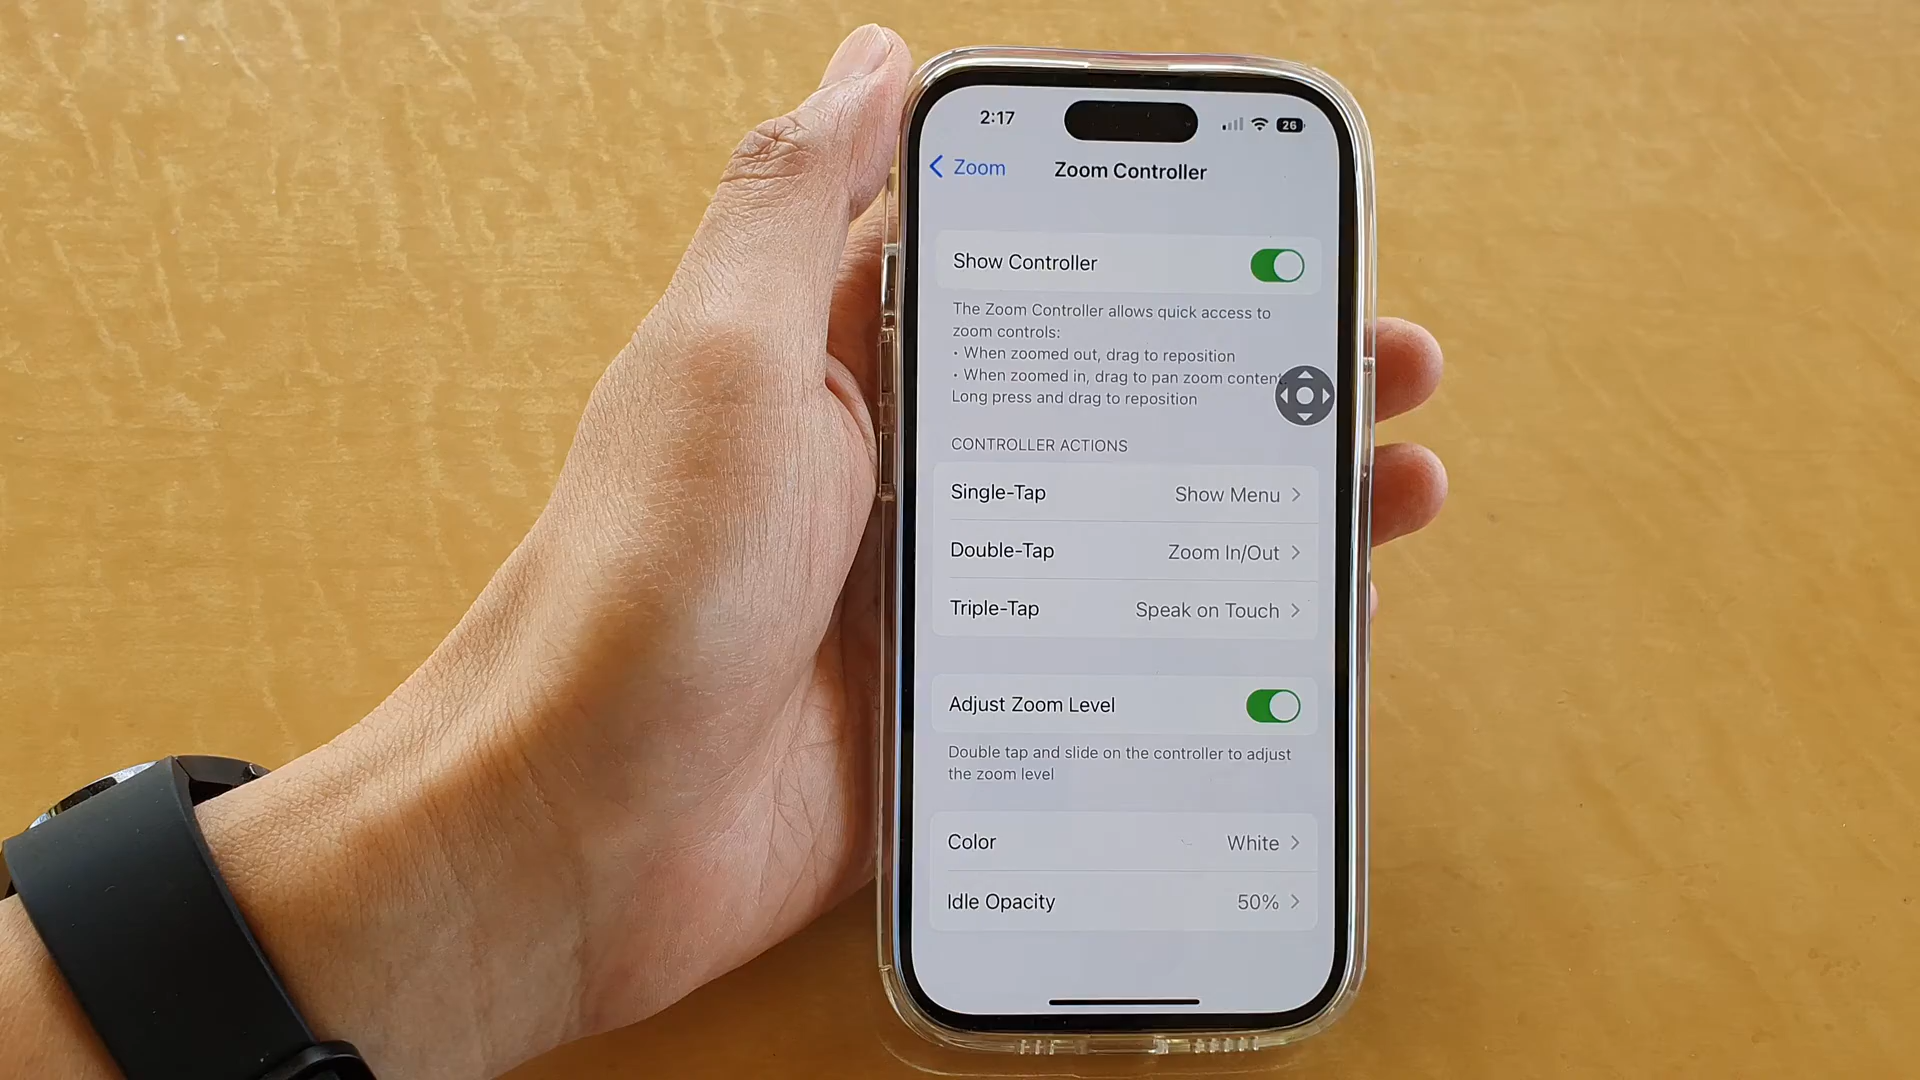 2:17
26
Zoom
Zoom Controller
Show Controller
The Zoom Controller allows quick access to
zoom controls:
• When zoomed out, drag to reposition
• When zoomed in, drag to pan zoom content.
Long press and drag to reposition
CONTROLLER ACTIONS
Single-Tap Show Menu
Double-Tap Zoom In/Out
Triple-Tap Speak on Touch
Adjust Zoom Level
Double tap and slide on the controller to adjust
the zoom level
Color White
Idle Opacity 50%